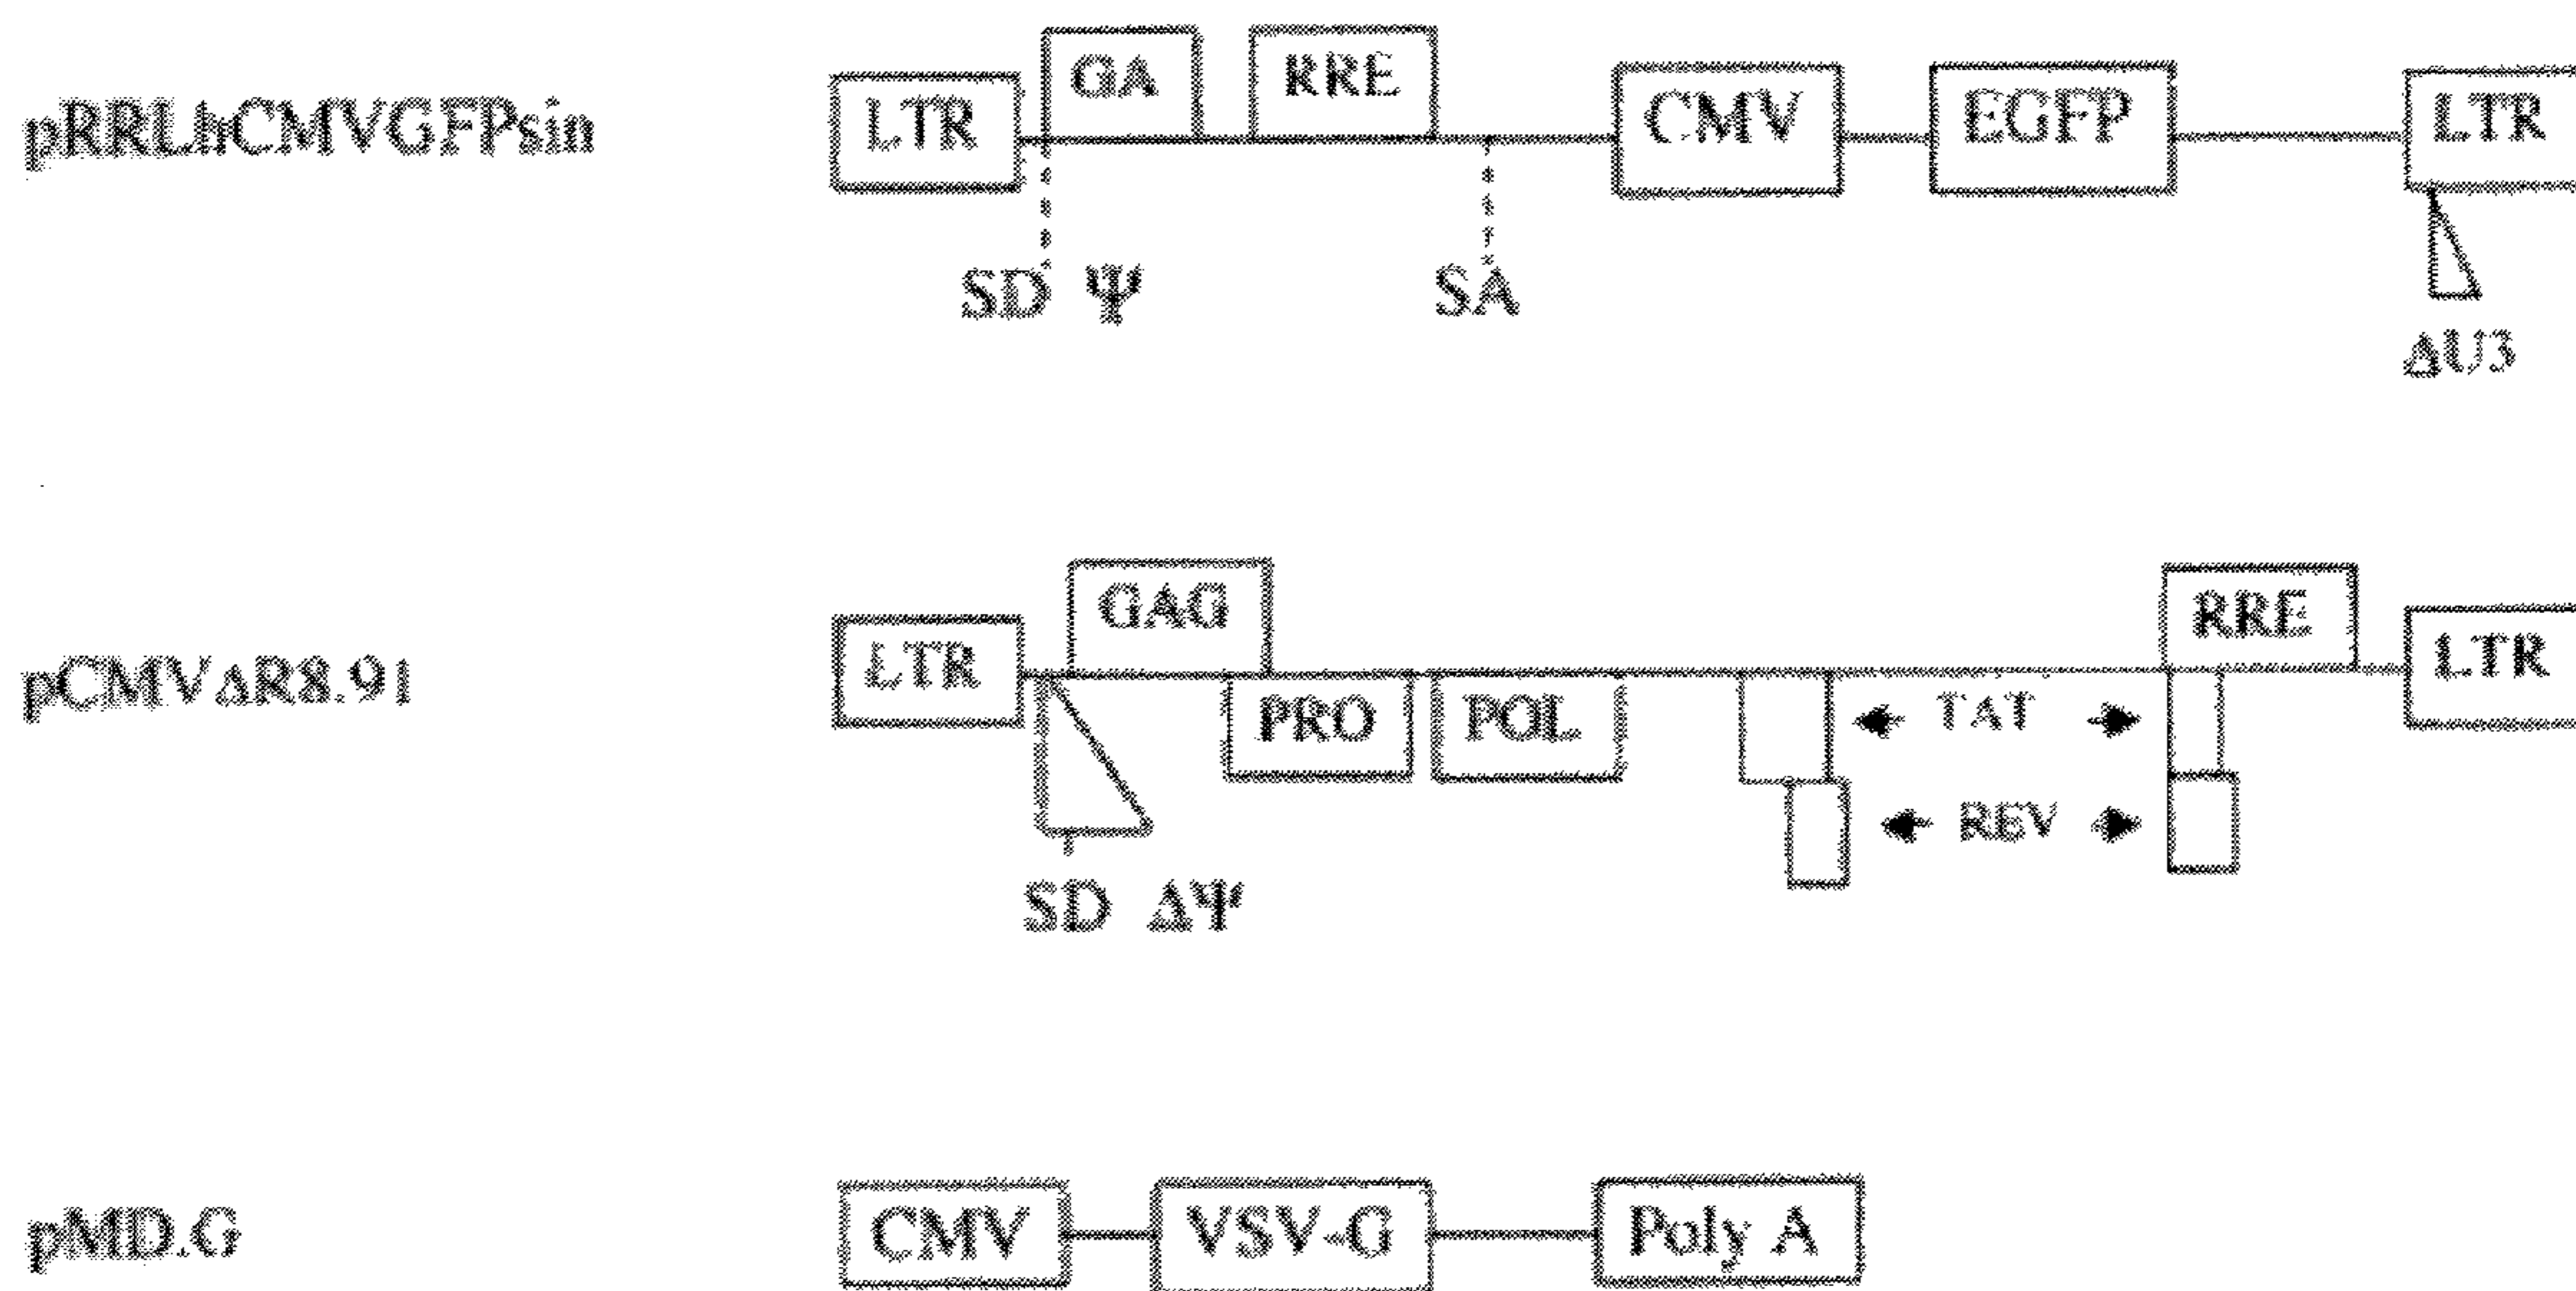 GA RRE
pRRLhrCMVGFPsin LTR CMV EGFP LTR
SD Ψ SA
ΔU3
GAG RRE
pCMVΔR8.91 LTR LTR
PRO POL TAT
REV
SD ΔΨ
pMD.G CMV VSV-G Poly A